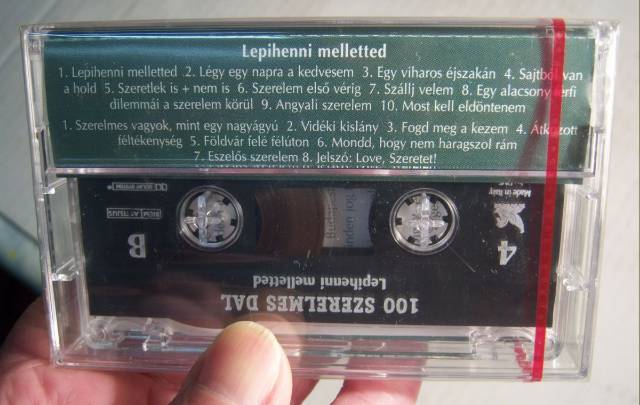 Lepihenni melletted
1. Lepihenni melletted 2. Légy egy napra a kedvesem 3. Egy viharos éjszakán 4. Sajtból van
a hold 5. Szeretlek is + nem is 6. Szerelem első vérig 7. Szállj velem 8. Egy alacsony férfi
dilemmái a szerelem körül 9. Angyali szerelem 10. Most kell eldöntenem
1. Szerelmes vagyok, mint egy nagyágyú 2. Vidéki kislány 3. Fogd meg a kezem 4. Átkozott
féltékenység 5. Földvár felé félúton 6. Mondd, hogy nem haragszol rám
7. Eszelős szerelem 8. Jelszó: Love, Szeretet!
Made in Italy
B
4
Lepihenni melletted
100 SZERELMES DAL